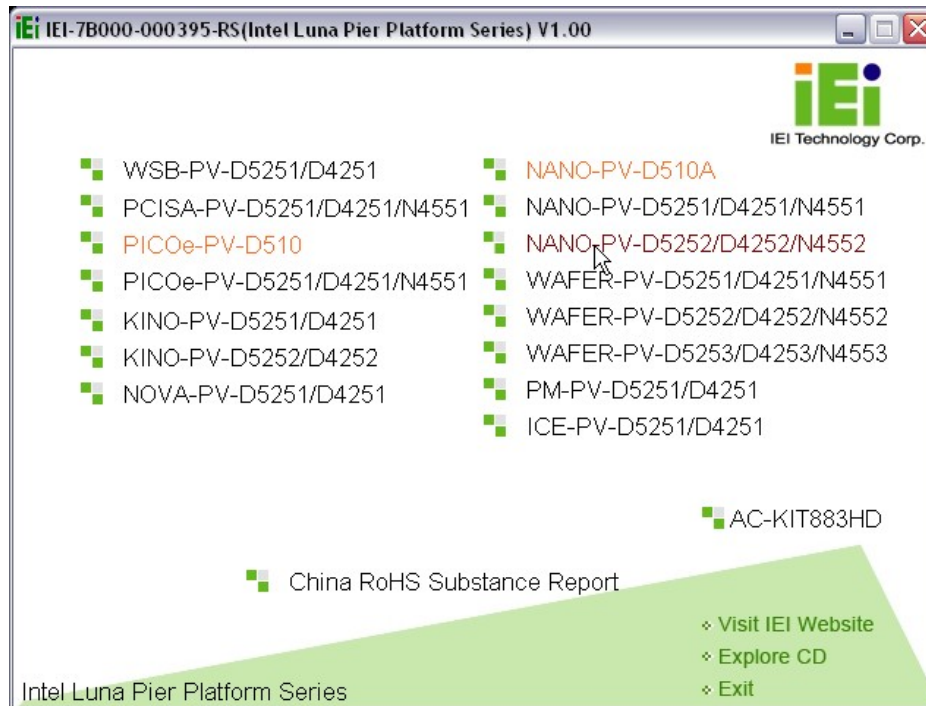 iEi IEI-7B000-000395-RS(Intel Luna Pier Platform Series) V1.00
iEi
IEI Technology Corp.
WSB-PV-D5251/D4251
PCISA-PV-D5251/D4251/N4551
PICOe-PV-D510
PICOe-PV-D5251/D4251/N4551
KINO-PV-D5251/D4251
KINO-PV-D5252/D4252
NOVA-PV-D5251/D4251
NANO-PV-D510A
NANO-PV-D5251/D4251/N4551
NANO-PV-D5252/D4252/N4552
WAFER-PV-D5251/D4251/N4551
WAFER-PV-D5252/D4252/N4552
WAFER-PV-D5253/D4253/N4553
PM-PV-D5251/D4251
ICE-PV-D5251/D4251
AC-KIT883HD
China RoHS Substance Report
Visit IEI Website
Explore CD
Exit
Intel Luna Pier Platform Series